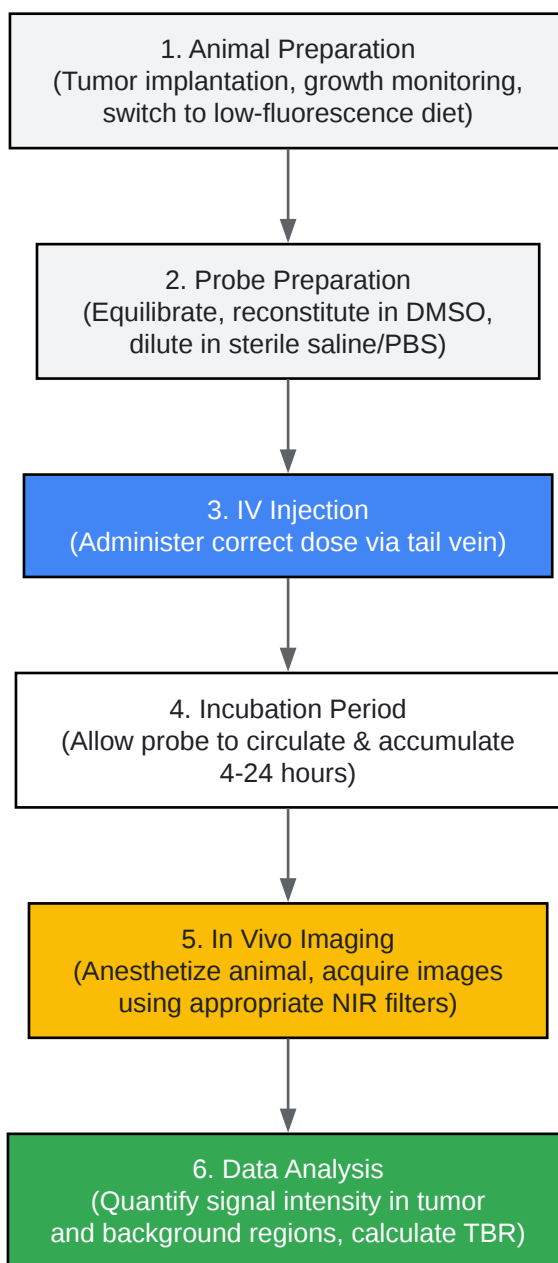 1. Animal Preparation
(Tumor implantation, growth monitoring,
switch to low-fluorescence diet)
2. Probe Preparation
(Equilibrate, reconstitute in DMSO,
dilute in sterile saline/PBS)
3. IV Injection
(Administer correct dose via tail vein)
4. Incubation Period
(Allow probe to circulate & accumulate
4-24 hours)
5. In Vivo Imaging
(Anesthetize animal, acquire images
using appropriate NIR filters)
6. Data Analysis
(Quantify signal intensity in tumor
and background regions, calculate TBR)